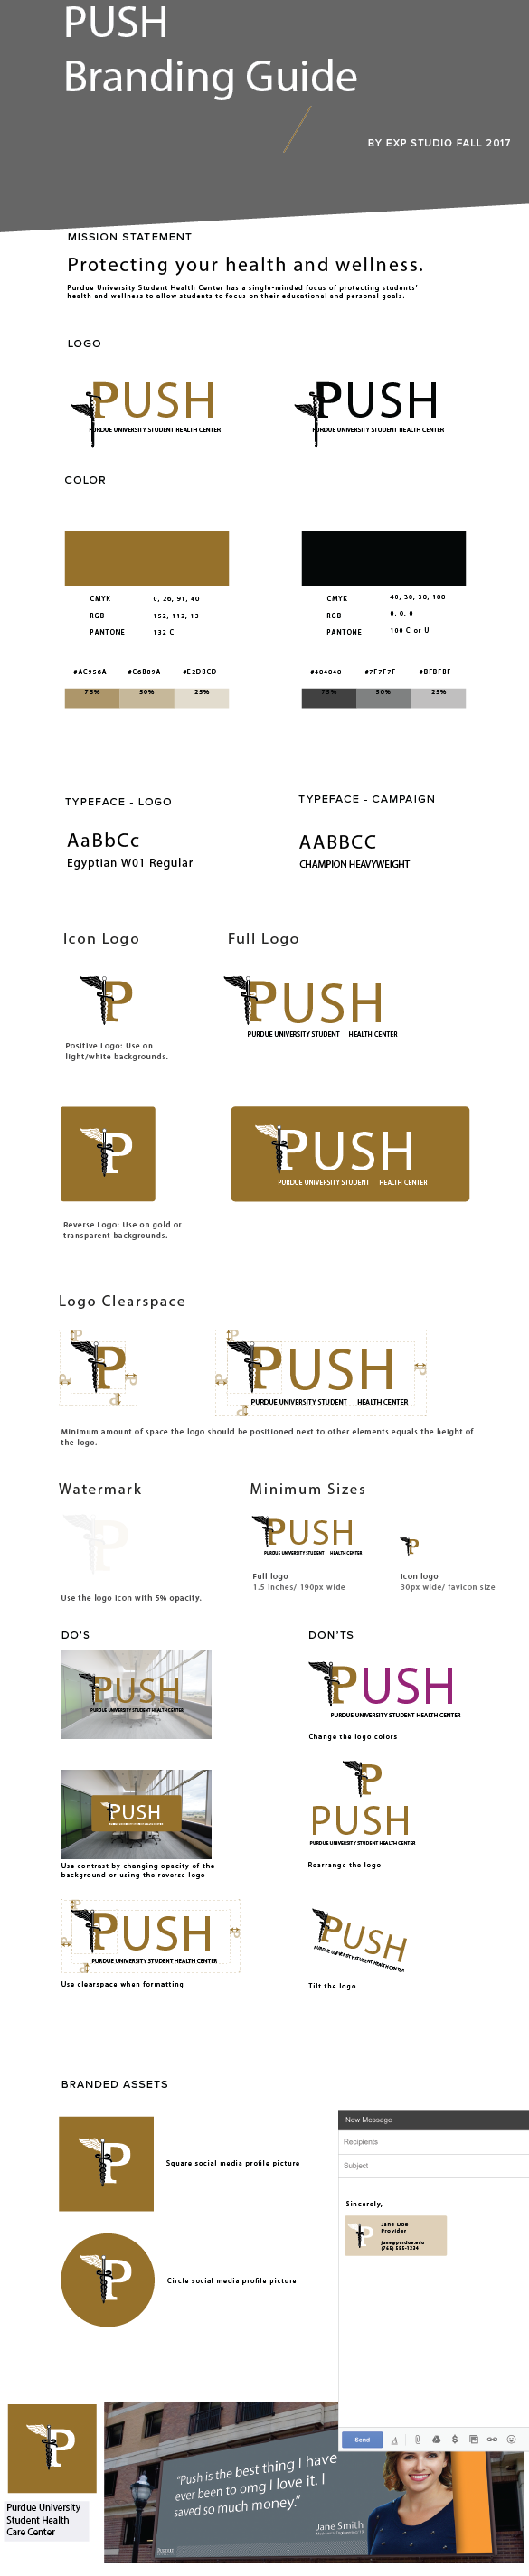 PUSH
Branding Guide
BY EXP STUDIO FALL 2017
MISSION STATEMENT
Protecting your health and wellness.
Purdue University Student Health Center has a single-minded focus of protecting students'
health and wellness to allow students to focus on their educational and personal goals.
LOGO
PUSH
PURDUE UNIVERSITY STUDENT HEALTH CENTER
PUSH
PURDUE UNIVERSITY STUDENT HEALTH CENTER
COLOR
CMYK 0, 26, 91, 40
RGB 152, 112, 13
PANTONE 132 C
CMYK 40, 30, 30, 100
RGB 0, 0, 0
PANTONE 100 C or U
#AC956A #C6B89A #E2DBCD
75% 50% 25%
#404040 #7F7F7F #BFBFBF
75% 50% 25%
TYPEFACE - LOGO
AaBbCc
Egyptian W01 Regular
TYPEFACE - CAMPAIGN
AABBCC
CHAMPION HEAVYWEIGHT
Icon Logo
Full Logo
P
PUSH
PURDUE UNIVERSITY STUDENT HEALTH CENTER
Positive Logo: Use on
light/white backgrounds.
P
PUSH
PURDUE UNIVERSITY STUDENT HEALTH CENTER
Reverse Logo: Use on gold or
transparent backgrounds.
Logo Clearspace
P
PUSH
PURDUE UNIVERSITY STUDENT HEALTH CENTER
Minimum amount of space the logo should be positioned next to other elements equals the height of
the logo.
Watermark
Minimum Sizes
P
PUSH
PURDUE UNIVERSITY STUDENT HEALTH CENTER
P
Use the logo icon with 5% opacity.
Full logo
1.5 inches/ 190px wide
Icon logo
30px wide/ favicon size
DO'S
PUSH
PURDUE UNIVERSITY STUDENT HEALTH CENTER
PUSH
Use contrast by changing opacity of the
background or using the reverse logo
PUSH
PURDUE UNIVERSITY STUDENT HEALTH CENTER
Use clearspace when formatting
DON'TS
PUSH
PURDUE UNIVERSITY STUDENT HEALTH CENTER
Change the logo colors
P
PUSH
PURDUE UNIVERSITY STUDENT HEALTH CENTER
Rearrange the logo
PUSH
PURDUE UNIVERSITY STUDENT HEALTH CENTER
Tilt the logo
BRANDED ASSETS
P
Square social media profile picture
P
Circle social media profile picture
New Message
Recipients
Subject
Sincerely,
Jane Doe
Provider
jane@purdue.edu
(765) 555-1234
Send
P
Purdue University
Student Health
Care Center
"Push is the best thing I have
ever been to omg I love it. I
saved so much money."
Jane Smith
PURDUE